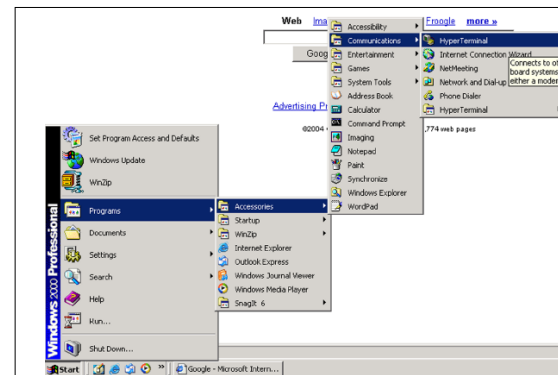 Web Ima Froogle more »
Goog
Advertising Pr
©2004 ,774 web pages
Accessibility
Communications
Entertainment
Games
System Tools
Address Book
Calculator
Command Prompt
Imaging
Notepad
Paint
Synchronize
Windows Explorer
WordPad
HyperTerminal
Internet Connection Wizard
NetMeeting
Network and Dial-up
Phone Dialer
HyperTerminal
Connects to ot
board systems
either a modem
Set Program Access and Defaults
Windows Update
WinZip
Programs
Documents
Settings
Search
Help
Run...
Shut Down...
Windows 2000 Professional
Accessories
Startup
WinZip
Internet Explorer
Outlook Express
Windows Journal Viewer
Windows Media Player
SnagIt 6
Start » Google - Microsoft Intern...